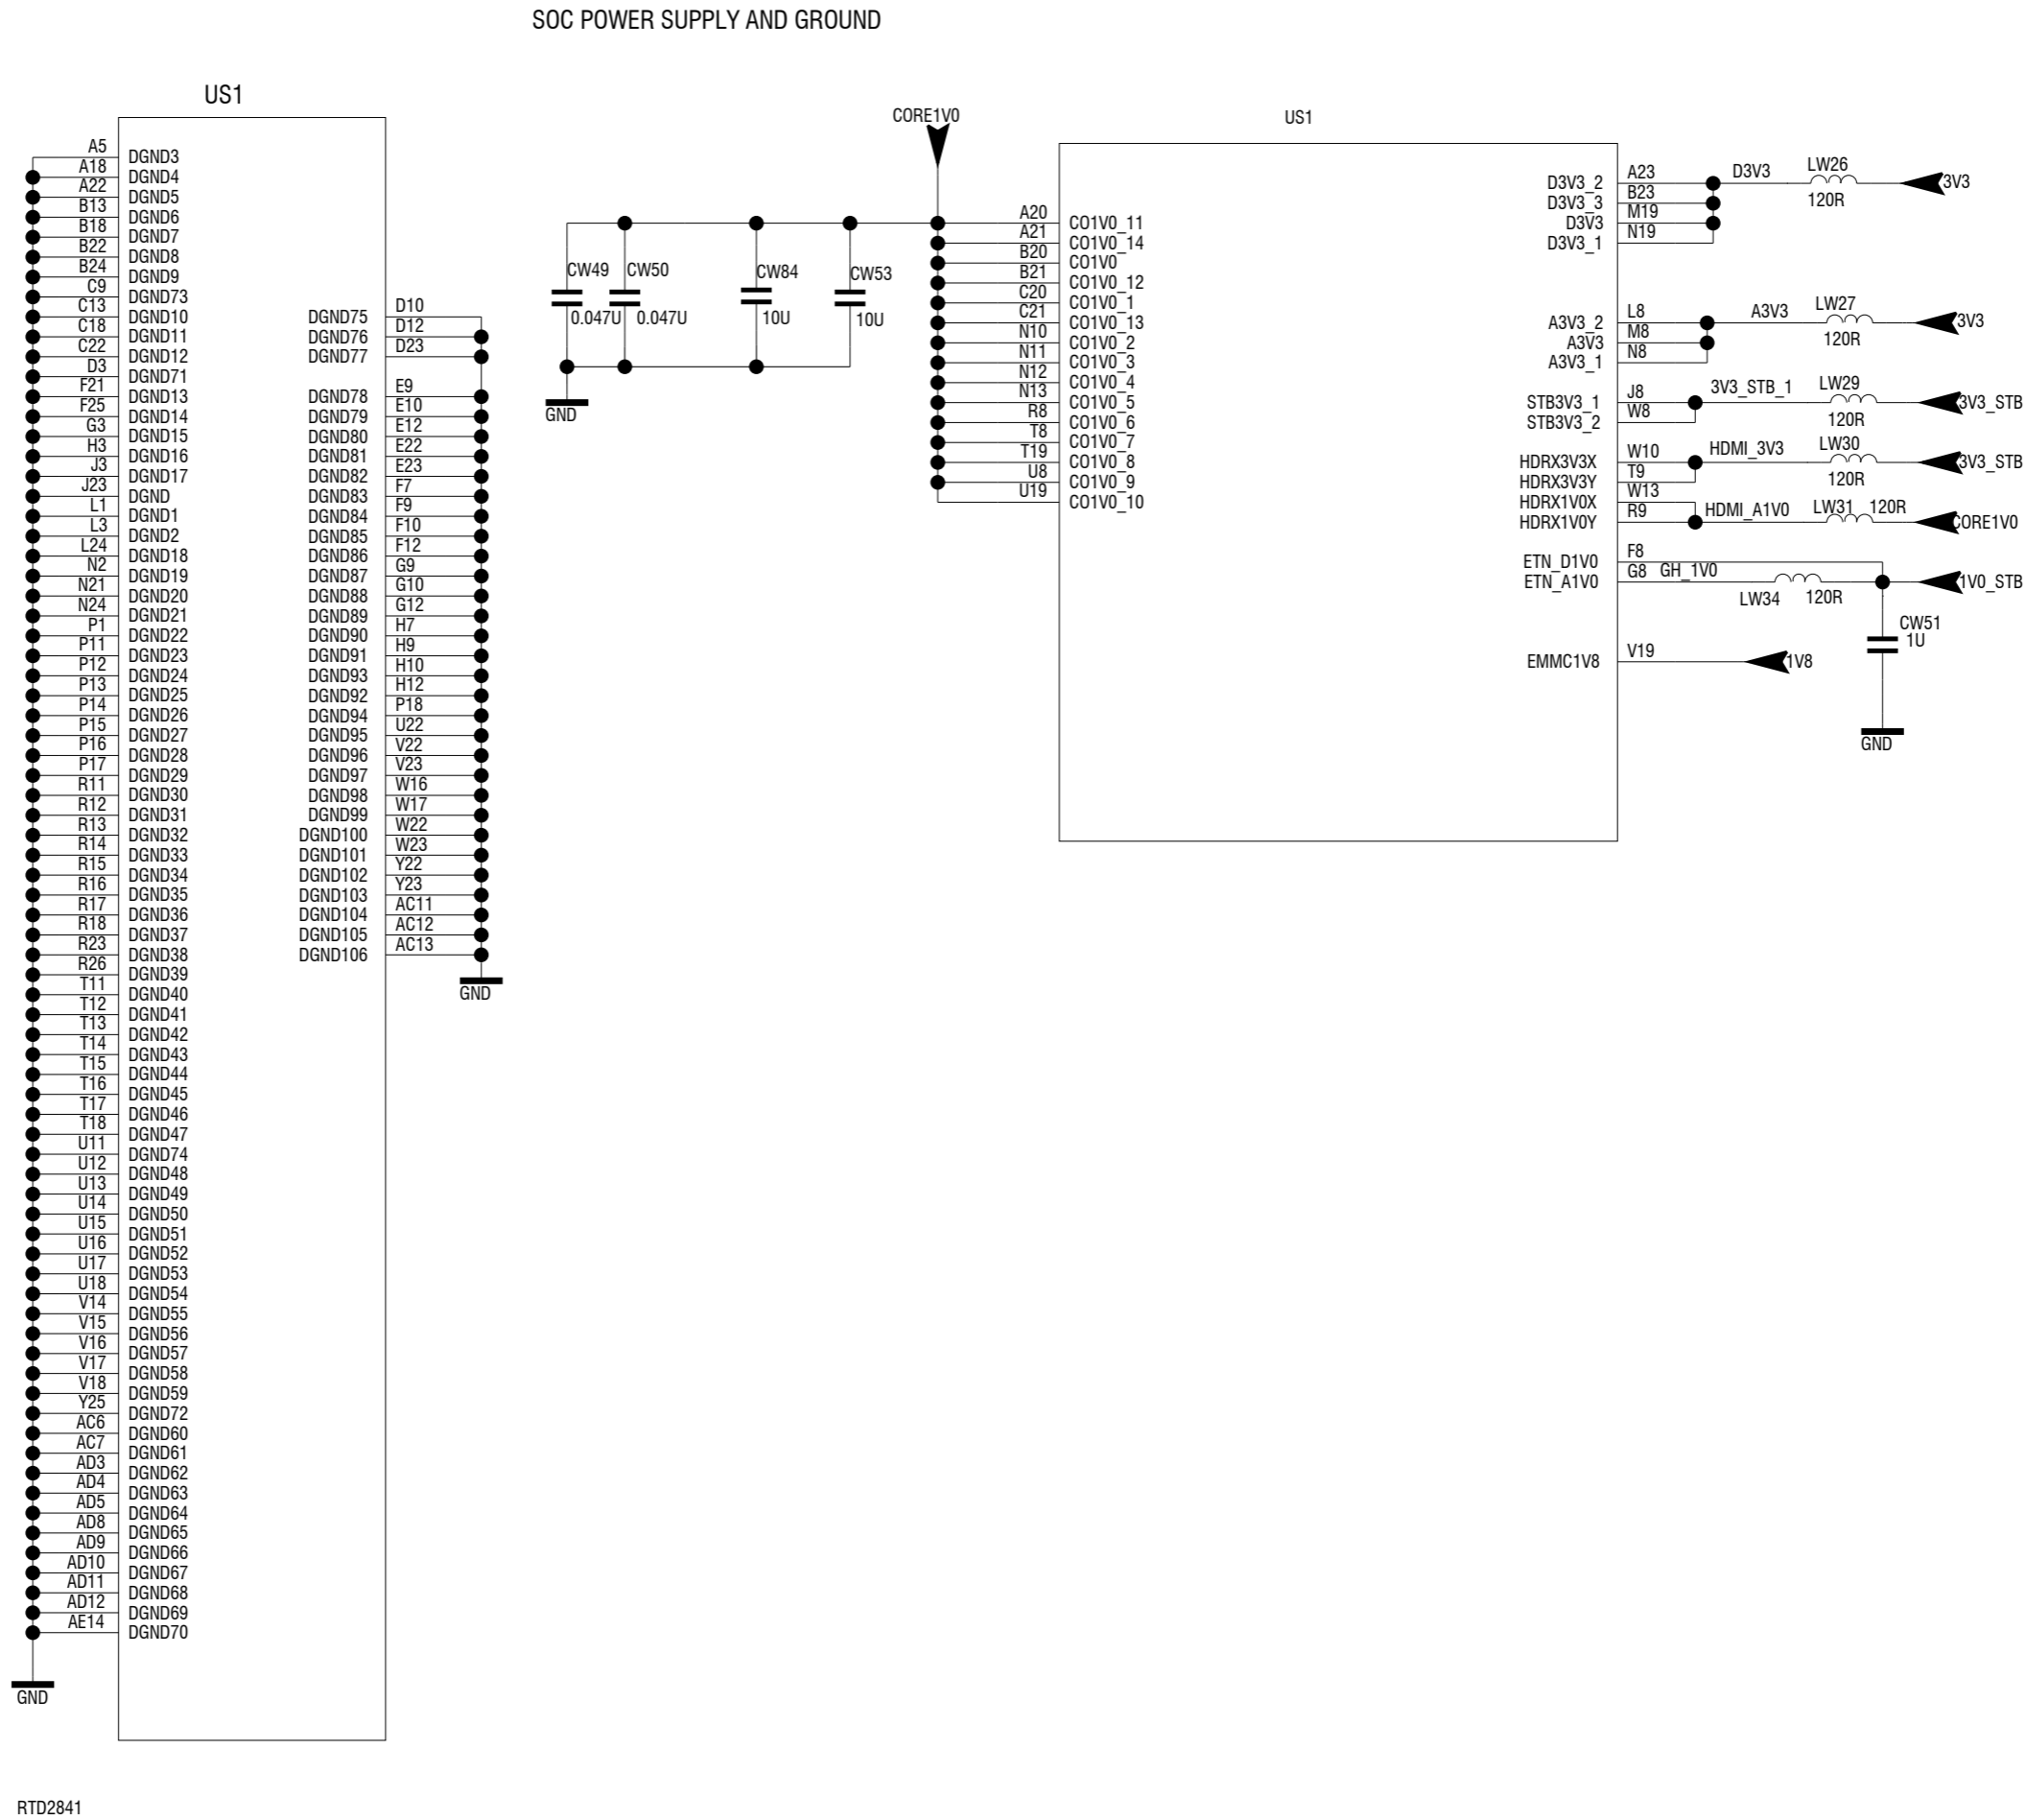 SOC POWER SUPPLY AND GROUND
US1
A5 DGND3
A18 DGND4
A22 DGND5
B13 DGND6
B18 DGND7
B22 DGND8
B24 DGND9
C9 DGND73
C13 DGND10
C18 DGND11
C22 DGND12
D3 DGND71
F21 DGND13
F25 DGND14
G3 DGND15
H3 DGND16
J3 DGND17
J23 DGND
L1 DGND1
L3 DGND2
L24 DGND18
N2 DGND19
N21 DGND20
N24 DGND21
P1 DGND22
P11 DGND23
P12 DGND24
P13 DGND25
P14 DGND26
P15 DGND27
P16 DGND28
P17 DGND29
R11 DGND30
R12 DGND31
R13 DGND32
R14 DGND33
R15 DGND34
R16 DGND35
R17 DGND36
R18 DGND37
R23 DGND38
R26 DGND39
T11 DGND40
T12 DGND41
T13 DGND42
T14 DGND43
T15 DGND44
T16 DGND45
T17 DGND46
T18 DGND47
U11 DGND74
U12 DGND48
U13 DGND49
U14 DGND50
U15 DGND51
U16 DGND52
U17 DGND53
U18 DGND54
V14 DGND55
V15 DGND56
V16 DGND57
V17 DGND58
V18 DGND59
Y25 DGND72
AC6 DGND60
AC7 DGND61
AD3 DGND62
AD4 DGND63
AD5 DGND64
AD8 DGND65
AD9 DGND66
AD10 DGND67
AD11 DGND68
AD12 DGND69
AE14 DGND70
GND
DGND75 D10
DGND76 D12
DGND77 D23
DGND78 E9
DGND79 E10
DGND80 E12
DGND81 E22
DGND82 E23
DGND83 F7
DGND84 F9
DGND85 F10
DGND86 F12
DGND87 G9
DGND88 G10
DGND89 G12
DGND90 H7
DGND91 H9
DGND93 H10
DGND92 H12
DGND94 P18
DGND95 U22
DGND96 V22
DGND97 V23
DGND98 W16
DGND99 W17
DGND100 W22
DGND101 W23
DGND102 Y22
DGND103 Y23
DGND104 AC11
DGND105 AC12
DGND106 AC13
GND
CORE1V0
CW49 CW50 CW84 CW53
0.047U 0.047U 10U 10U
GND
US1
A20 CO1V0_11
A21 CO1V0_14
B20 CO1V0
B21 CO1V0_12
C20 CO1V0_1
C21 CO1V0_13
N10 CO1V0_2
N11 CO1V0_3
N12 CO1V0_4
N13 CO1V0_5
R8 CO1V0_6
T8 CO1V0_7
T19 CO1V0_8
U8 CO1V0_9
U19 CO1V0_10
D3V3_2 A23 D3V3 LW26 120R 3V3
D3V3_3 B23
D3V3 M19
D3V3_1 N19
A3V3_2 L8 A3V3 LW27 120R 3V3
A3V3 M8
A3V3_1 N8
STB3V3_1 J8 3V3_STB_1 LW29 120R 3V3_STB
STB3V3_2 W8
HDRX3V3X W10 HDMI_3V3 LW30 120R 3V3_STB
HDRX3V3Y T9
HDRX1V0X W13
HDRX1V0Y R9 HDMI_A1V0 LW31 120R CORE1V0
ETN_D1V0 F8
ETN_A1V0 G8 GH_1V0 LW34 120R 1V0_STB
CW51
1U
EMMC1V8 V19 1V8
GND
RTD2841